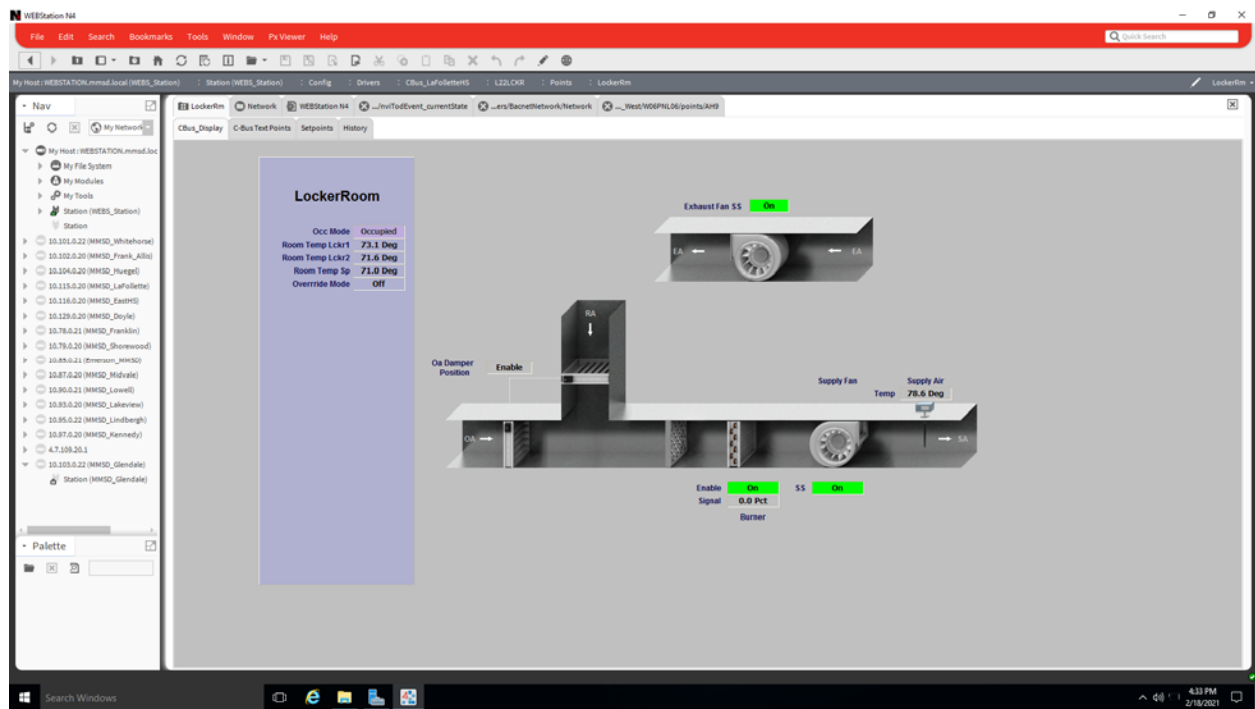 WEBStation N4
File Edit Search Bookmarks Tools Window Px Viewer Help
Quick Search
My Host : WEBSTATION.mmsd.local (WEBS_Station) : Station (WEBS_Station) : Config : Drivers : CBus_LaFolletteHS : L22LCKR : Points : LockerRm
LockerRm
Nav
My Network
My Host : WEBSTATION.mmsd.loc
My File System
My Modules
My Tools
Station (WEBS_Station)
Station
10.101.0.22 (MMSD_Whitehorse)
10.102.0.20 (MMSD_Frank_Allis)
10.104.0.20 (MMSD_Huegel)
10.115.0.20 (MMSD_LaFollette)
10.116.0.20 (MMSD_EastHS)
10.129.0.20 (MMSD_Doyle)
10.78.0.21 (MMSD_Franklin)
10.79.0.20 (MMSD_Shorewood)
10.85.0.21 (Emerson_MMSD)
10.87.0.20 (MMSD_Midvale)
10.90.0.21 (MMSD_Lowell)
10.93.0.20 (MMSD_Lakeview)
10.95.0.22 (MMSD_Lindbergh)
10.97.0.20 (MMSD_Kennedy)
4.7.109.20.1
10.103.0.22 (MMSD_Glendale)
Station (MMSD_Glendale)
Palette
LockerRm Network WEBStation N4 .../nviTodEvent_currentState ...ers/BacnetNetwork/Network ..._West/W06PNL06/points/AH9
CBus_Display C-Bus Text Points Setpoints History
LockerRoom
Occ Mode Occupied
Room Temp Lckr1 73.1 Deg
Room Temp Lckr2 71.6 Deg
Room Temp Sp 71.0 Deg
Overrride Mode Off
Exhaust Fan SS On
EA EA
RA
Oa Damper
Position
Enable
Supply Fan Supply Air
Temp 78.6 Deg
OA SA
Enable On SS On
Signal 0.0 Pct
Burner
Search Windows
4:33 PM
2/18/2021